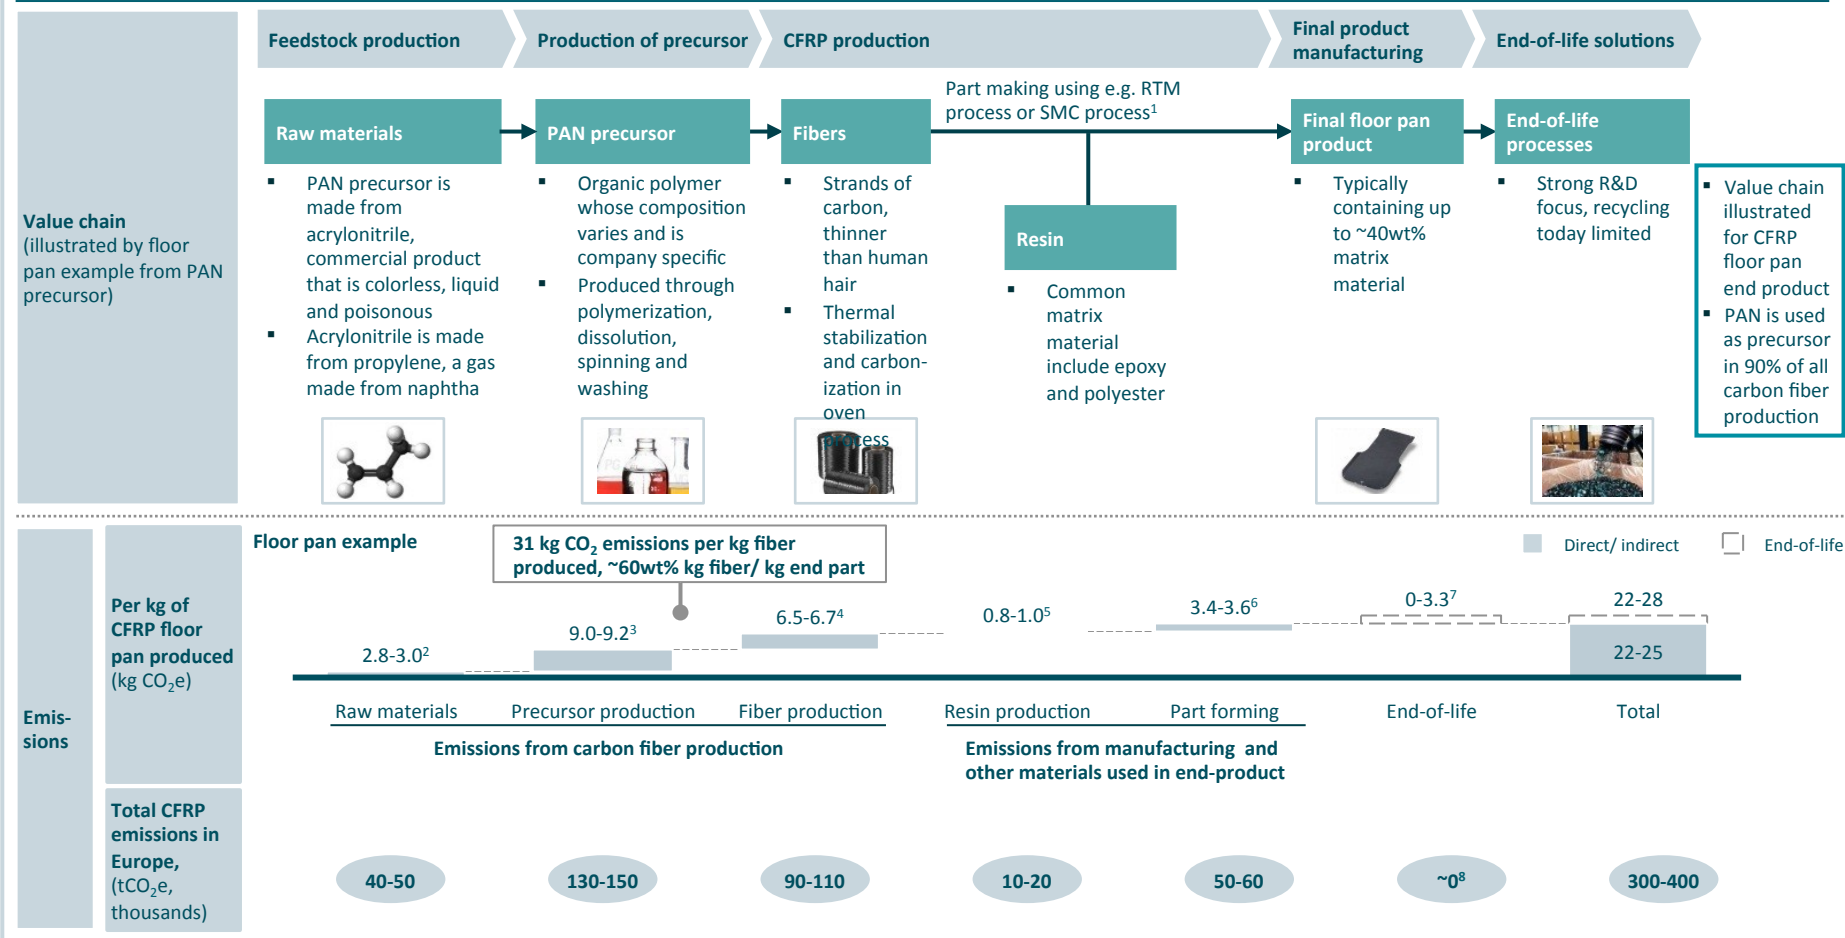 Feedstock production
Production of precursor
CFRP production
Final product
manufacturing
End-of-life solutions
Value chain
(illustrated by floor
pan example from PAN
precursor)
Raw materials
▪ PAN precursor is
made from
acrylonitrile,
commercial product
that is colorless, liquid
and poisonous
▪ Acrylonitrile is made
from propylene, a gas
made from naphtha
PAN precursor
▪ Organic polymer
whose composition
varies and is
company specific
▪ Produced through
polymerization,
dissolution,
spinning and
washing
Fibers
▪ Strands of
carbon,
thinner
than human
hair
▪ Thermal
stabilization
and carbon-
ization in
oven
process
Part making using e.g. RTM
process or SMC process¹
Resin
▪ Common
matrix
material
include epoxy
and polyester
Final floor pan
product
▪ Typically
containing up
to ~40wt%
matrix
material
End-of-life
processes
▪ Strong R&D
focus, recycling
today limited
▪ Value chain
illustrated
for CFRP
floor pan
end product
▪ PAN is used
as precursor
in 90% of all
carbon fiber
production
Emis-
sions
Per kg of
CFRP floor
pan produced
(kg CO₂e)
Floor pan example
31 kg CO₂ emissions per kg fiber
produced, ~60wt% kg fiber/ kg end part
Direct/ indirect
End-of-life
2.8-3.0²
9.0-9.2³
6.5-6.7⁴
0.8-1.0⁵
3.4-3.6⁶
0-3.3⁷
22-28
22-25
Raw materials
Precursor production
Fiber production
Resin production
Part forming
End-of-life
Total
Emissions from carbon fiber production
Emissions from manufacturing and
other materials used in end-product
Total CFRP
emissions in
Europe,
(tCO₂e,
thousands)
40-50
130-150
90-110
10-20
50-60
~0⁸
300-400